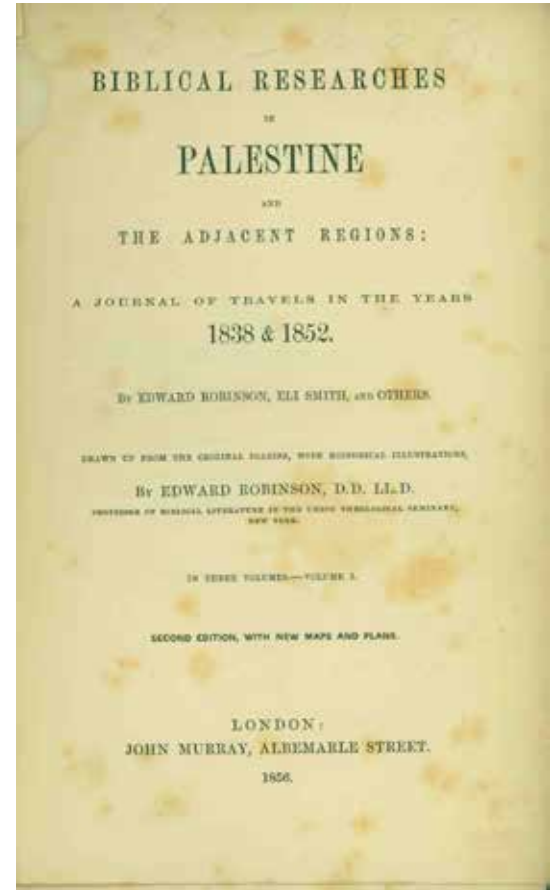 BIBLICAL RESEARCHES
IN
PALESTINE
AND
THE ADJACENT REGIONS:
A JOURNAL OF TRAVELS IN THE YEARS
1838 & 1852.
BY EDWARD ROBINSON, ELI SMITH, AND OTHERS.
DRAWN UP FROM THE ORIGINAL DIARIES, WITH HISTORICAL ILLUSTRATIONS,
BY EDWARD ROBINSON, D.D. LL.D.
PROFESSOR OF BIBLICAL LITERATURE IN THE UNION THEOLOGICAL SEMINARY,
NEW YORK.
IN THREE VOLUMES.—VOLUME I.
SECOND EDITION, WITH NEW MAPS AND PLANS.
LONDON:
JOHN MURRAY, ALBEMARLE STREET.
1856.